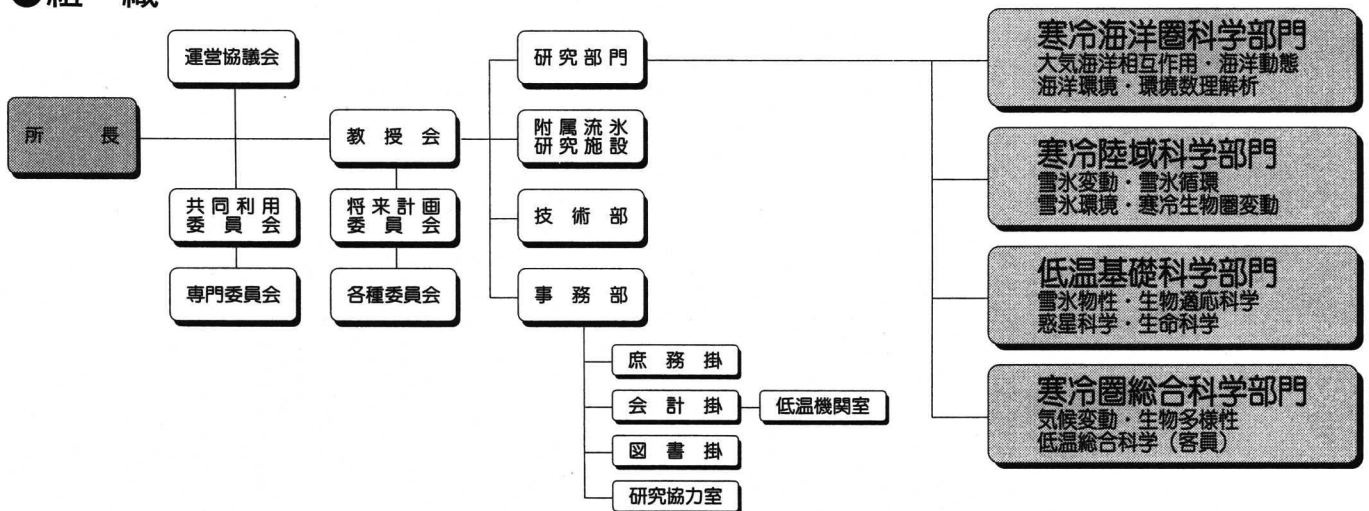 ●組 織
所 長
運営協議会
共同利用
委員会
専門委員会
教授会
将来計画
委員会
各種委員会
研究部門
附属流氷
研究施設
技術部
事務部
庶務掛
会計掛
低温機関室
図書掛
研究協力室
寒冷海洋圏科学部門
大気海洋相互作用・海洋動態
海洋環境・環境数理解析
寒冷陸域科学部門
雪氷変動・雪氷循環
雪氷環境・寒冷生物圏変動
低温基礎科学部門
雪氷物性・生物適応科学
惑星科学・生命科学
寒冷圏総合科学部門
気候変動・生物多様性
低温総合科学（客員）